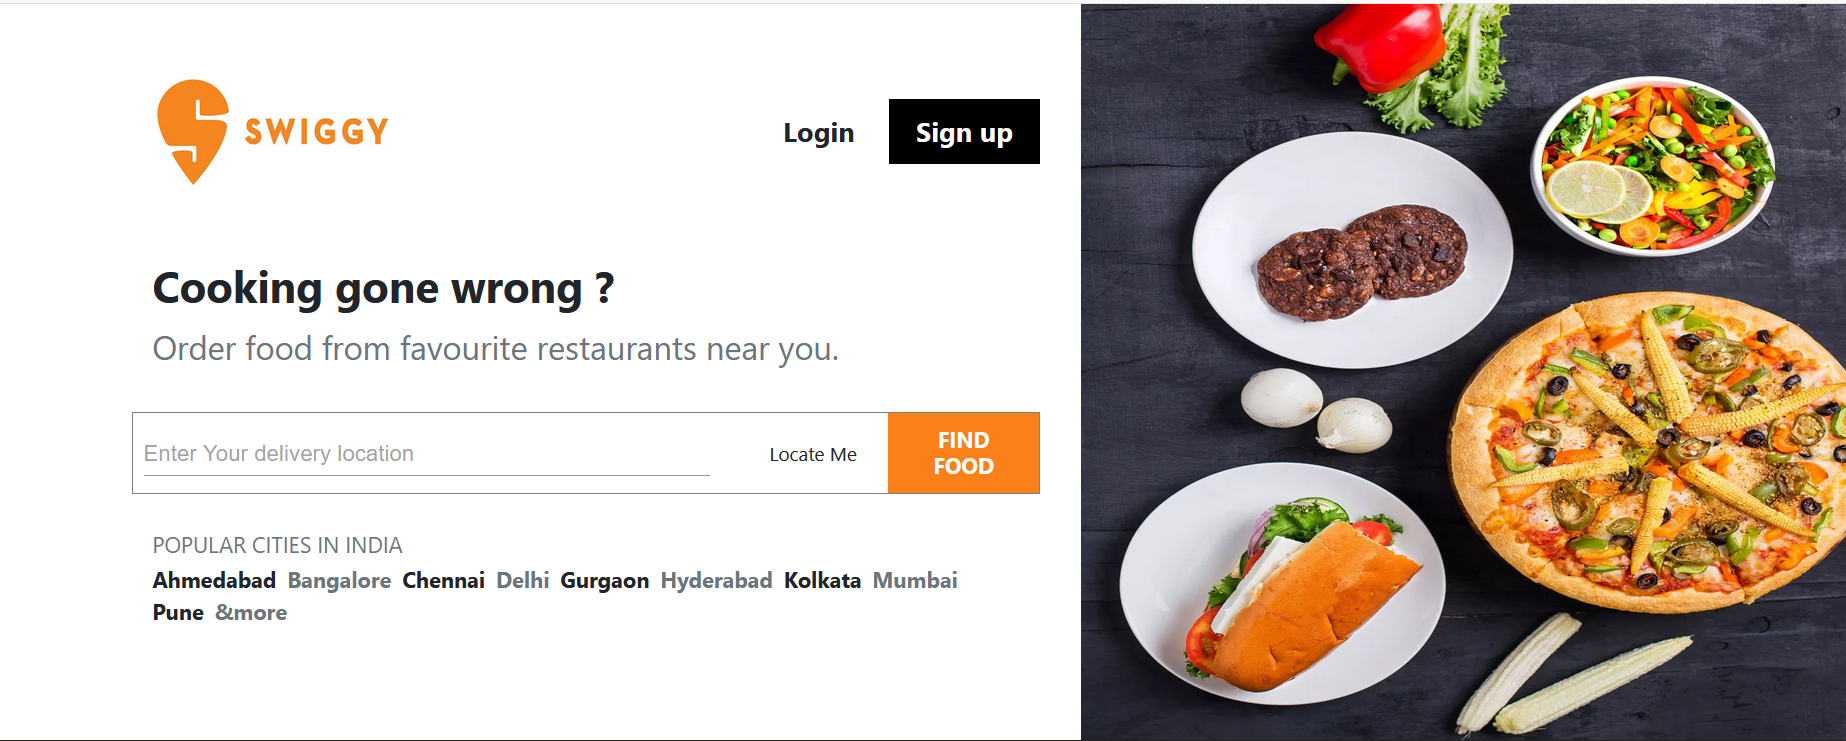 SWIGGY
Login
Sign up
Cooking gone wrong ?
Order food from favourite restaurants near you.
Enter Your delivery location
Locate Me
FIND
FOOD
POPULAR CITIES IN INDIA
Ahmedabad Bangalore Chennai Delhi Gurgaon Hyderabad Kolkata Mumbai
Pune &more